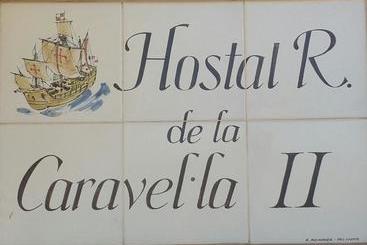 Hostal R.
de la
Caravel·la II